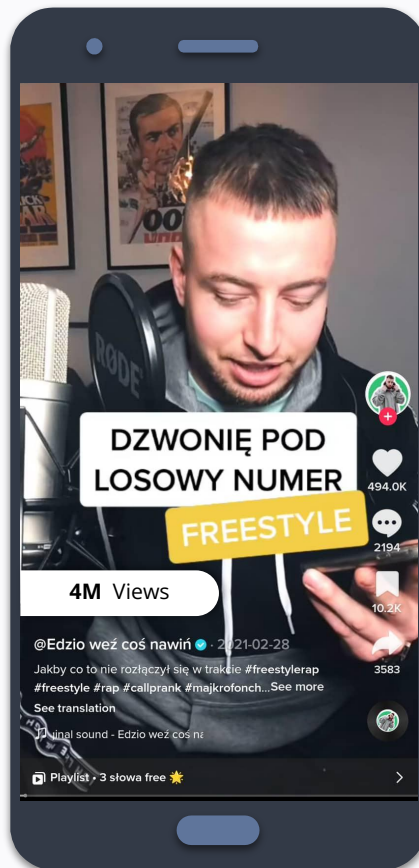 007
RØDE
DZWONIĘ POD
LOSOWY NUMER
FREESTYLE
494.0K
2194
4M Views
10.2K
@Edzio weź coś nawiń · 2021-02-28
3583
Jakby co to nie rozłączył się w trakcie #freestylerap
#freestyle #rap #callprank #majkrofonch...See more
See translation
sound - Edzio weź coś
Playlist • 3 słowa free 🌟